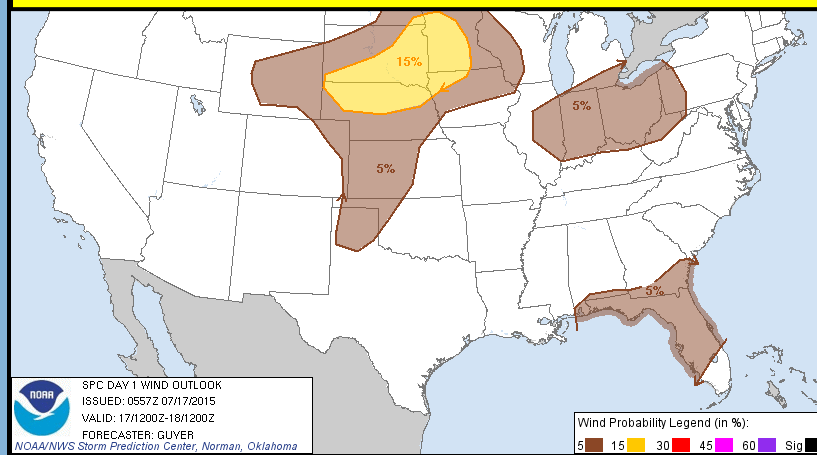 15%
5%
5%
5%
NOAA
SPC DAY 1 WIND OUTLOOK
ISSUED: 0557Z 07/17/2015
VALID: 17/1200Z-18/1200Z
FORECASTER: GUYER
NOAA/NWS Storm Prediction Center, Norman, Oklahoma
Wind Probability Legend (in %):
5 15 30 45 60 Sig